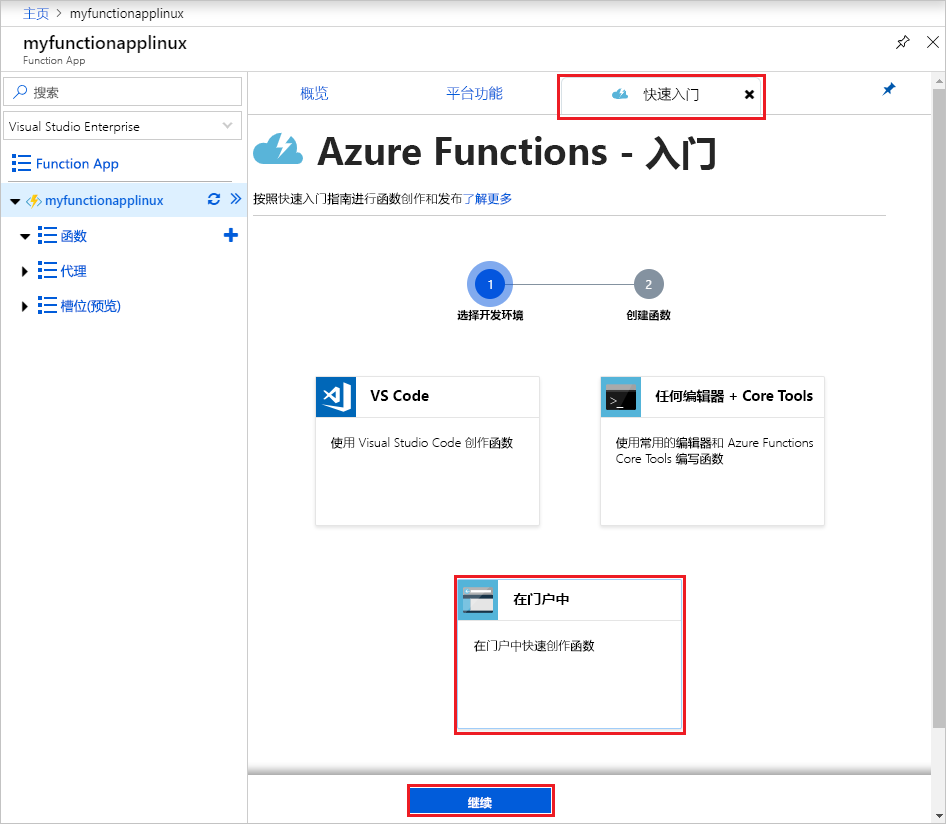 主页 > myfunctionapplinux
myfunctionapplinux
Function App
搜索
Visual Studio Enterprise
Function App
myfunctionapplinux
函数
代理
槽位(预览)
概览
平台功能
快速入门
Azure Functions - 入门
按照快速入门指南进行函数创作和发布了解更多
1
2
选择开发环境
创建函数
VS Code
使用 Visual Studio Code 创作函数
任何编辑器 + Core Tools
使用常用的编辑器和 Azure Functions
Core Tools 编写函数
在门户中
在门户中快速创作函数
继续